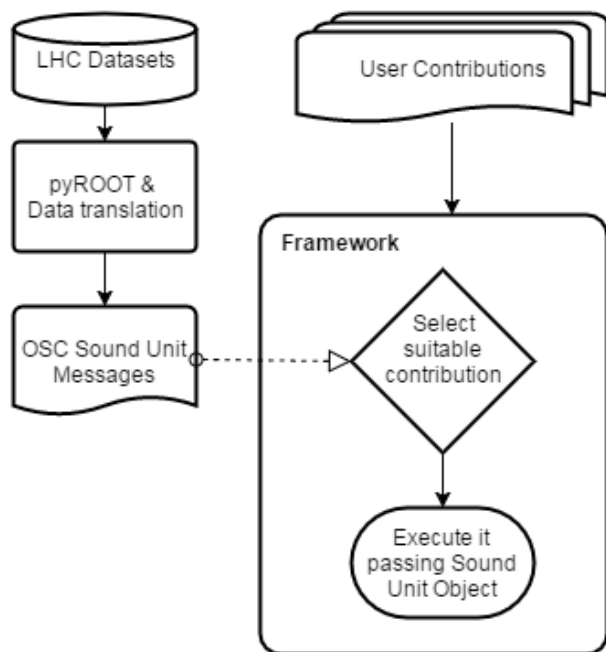 LHC Datasets
User Contributions
pyROOT &
Data translation
Framework
OSC Sound Unit
Messages
Select
suitable
contribution
Execute it
passing Sound
Unit Object